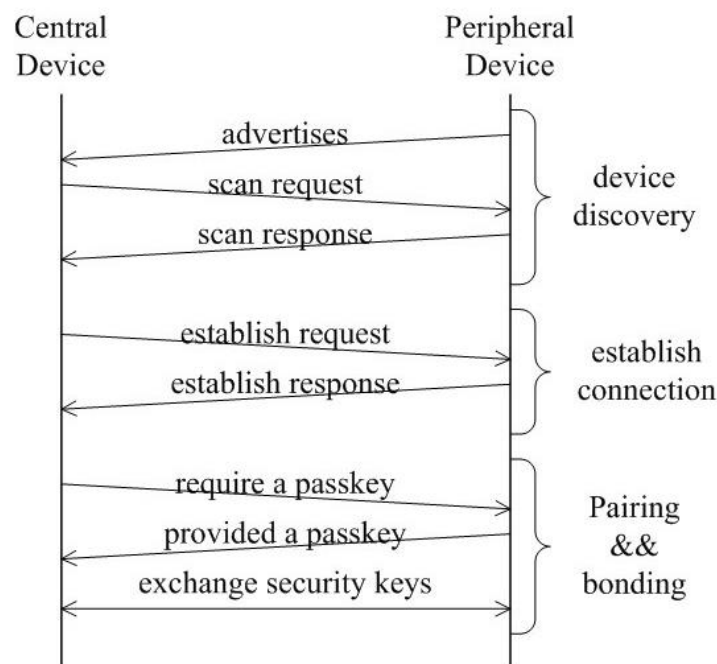 Central
Device
Peripheral
Device
advertises
scan request
scan response
device
discovery
establish request
establish response
establish
connection
require a passkey
provided a passkey
exchange security keys
Pairing
&&
bonding